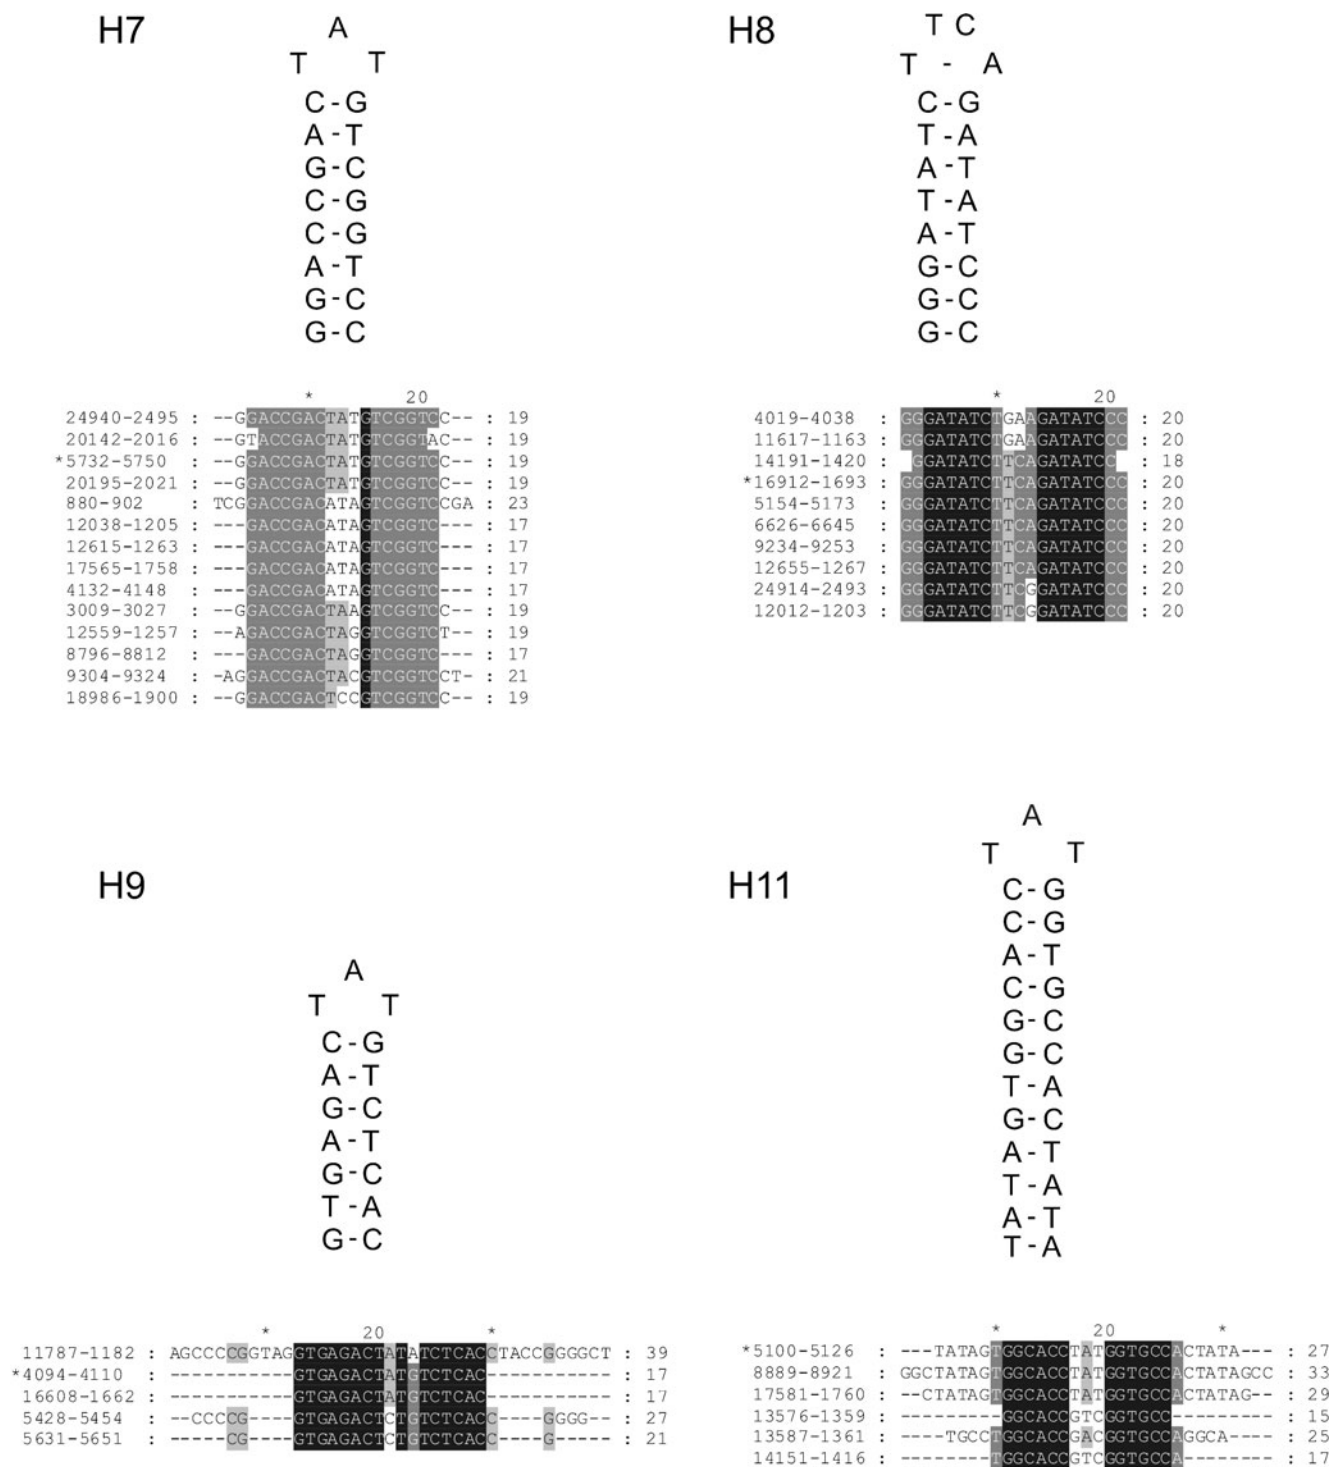 H7
A
T T
C-G
A-T
G-C
C-G
C-G
A-T
G-C
G-C
* 20
24940-2495 : --GGACCGACTATGTCGGTCC-- : 19
20142-2016 : --GTACCGACTATGTCGGTAC-- : 19
*5732-5750 : --GGACCGACTATGTCGGTCC-- : 19
20195-2021 : --GGACCGACTATGTCGGTCC-- : 19
880-902 : TCGGACCGACATAGTCGGTCCGA : 23
12038-1205 : ---GACCGACATAGTCGGTC--- : 17
12615-1263 : ---GACCGACATAGTCGGTC--- : 17
17565-1758 : ---GACCGACATAGTCGGTC--- : 17
4132-4148 : ---GACCGACATAGTCGGTC--- : 17
3009-3027 : --GGACCGACTAAGTCGGTCC-- : 19
12559-1257 : --AGACCGACTAGGTCGGTCT-- : 19
8796-8812 : ---GACCGACTAGGTCGGTC--- : 17
9304-9324 : -AGGACCGACTACGTCGGTCCT- : 21
18986-1900 : --GGACCGACTCCGTCGGTCC-- : 19
H8
T C
T - A
C-G
T-A
A-T
T-A
A-T
G-C
G-C
G-C
* 20
4019-4038 : GGGATATCTGAAGATATCCC : 20
11617-1163 : GGGATATCTGAAGATATCCC : 20
14191-1420 : GGATATCTTCAGATATCC : 18
*16912-1693 : GGGATATCTTCAGATATCCC : 20
5154-5173 : GGGATATCTTCAGATATCCC : 20
6626-6645 : GGGATATCTTCAGATATCCC : 20
9234-9253 : GGGATATCTTCAGATATCCC : 20
12655-1267 : GGGATATCTTCAGATATCCC : 20
24914-2493 : GGGATATCTTCGGATATCCC : 20
12012-1203 : GGGATATCTTCGGATATCCC : 20
H9
A
T T
C-G
A-T
G-C
A-T
G-C
T-A
G-C
* 20 *
11787-1182 : AGCCCCGGTAGGTGAGACTATATCTCACCTACCGGGGCT : 39
*4094-4110 : -----------GTGAGACTATGTCTCAC----------- : 17
16608-1662 : -----------GTGAGACTATGTCTCAC----------- : 17
5428-5454 : --CCCCG----GTGAGACTCTGTCTCACC----GGGG-- : 27
5631-5651 : -----CG----GTGAGACTCTGTCTCACC----G----- : 21
H11
A
T T
C-G
C-G
A-T
C-G
G-C
G-C
T-A
G-C
A-T
T-A
A-T
T-A
* 20 *
*5100-5126 : ---TATAGTGGCACCTATGGTGCCACTATA--- : 27
8889-8921 : GGCTATAGTGGCACCTATGGTGCCACTATAGCC : 33
17581-1760 : --CTATAGTGGCACCTATGGTGCCACTATAG-- : 29
13576-1359 : ---------GGCACCGTCGGTGCC--------- : 15
13587-1361 : ----TGCCTGGCACCGACGGTGCCAGGCA---- : 25
14151-1416 : --------TGGCACCGTCGGTGCCA-------- : 17